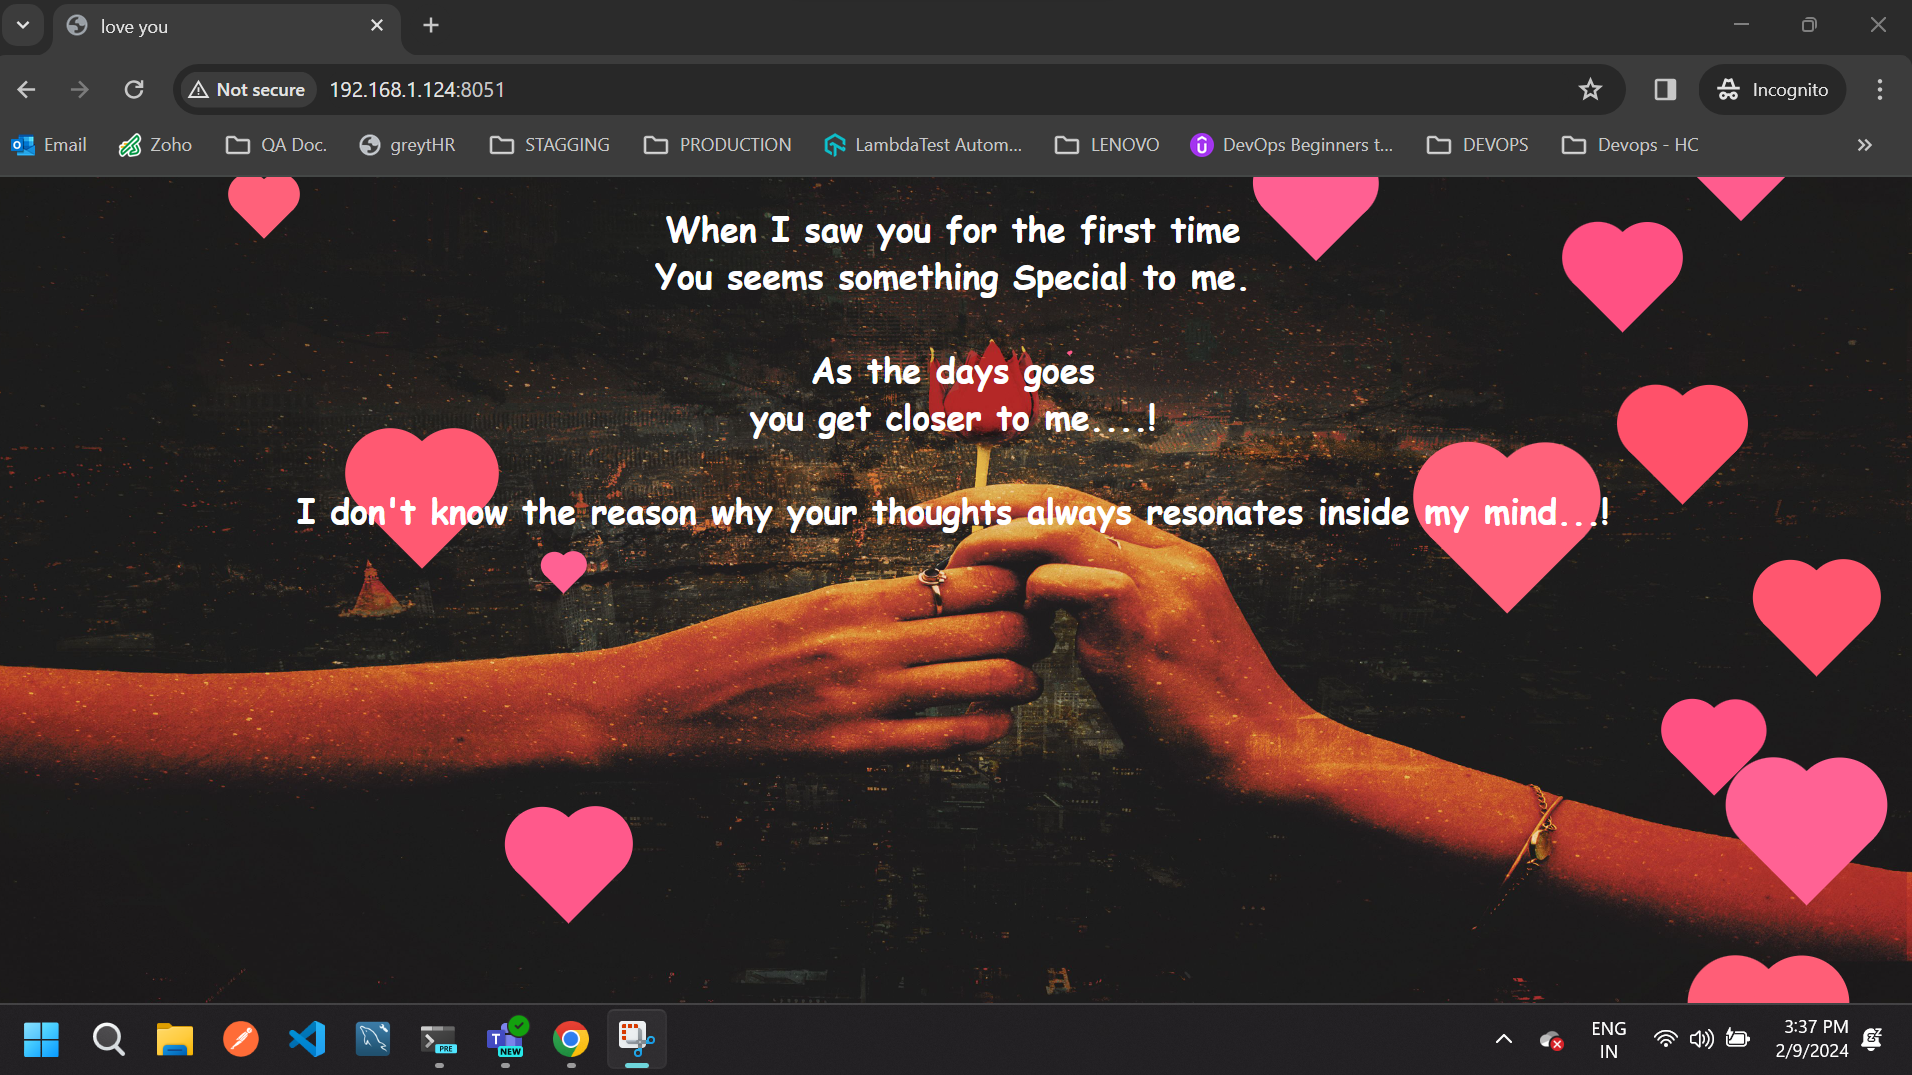 love you
Not secure
192.168.1.124:8051
Incognito
Email
Zoho
QA Doc.
greytHR
STAGGING
PRODUCTION
LambdaTest Autom...
LENOVO
DevOps Beginners t...
DEVOPS
Devops - HC
When I saw you for the first time
You seems something Special to me.
As the days goes
you get closer to me....!
I don't know the reason why your thoughts always resonates inside my mind...!
PRE
NEW
ENG
IN
3:37 PM
2/9/2024